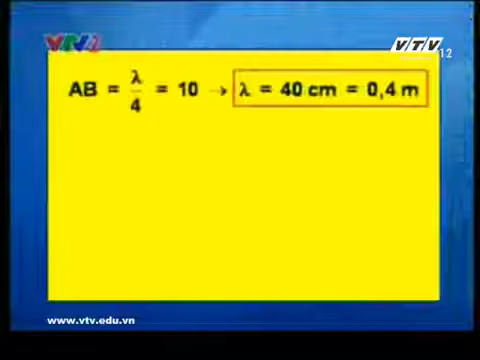 VTV2
VTV
12
AB = λ/4 = 10 → λ = 40 cm = 0,4 m
www.vtv.edu.vn